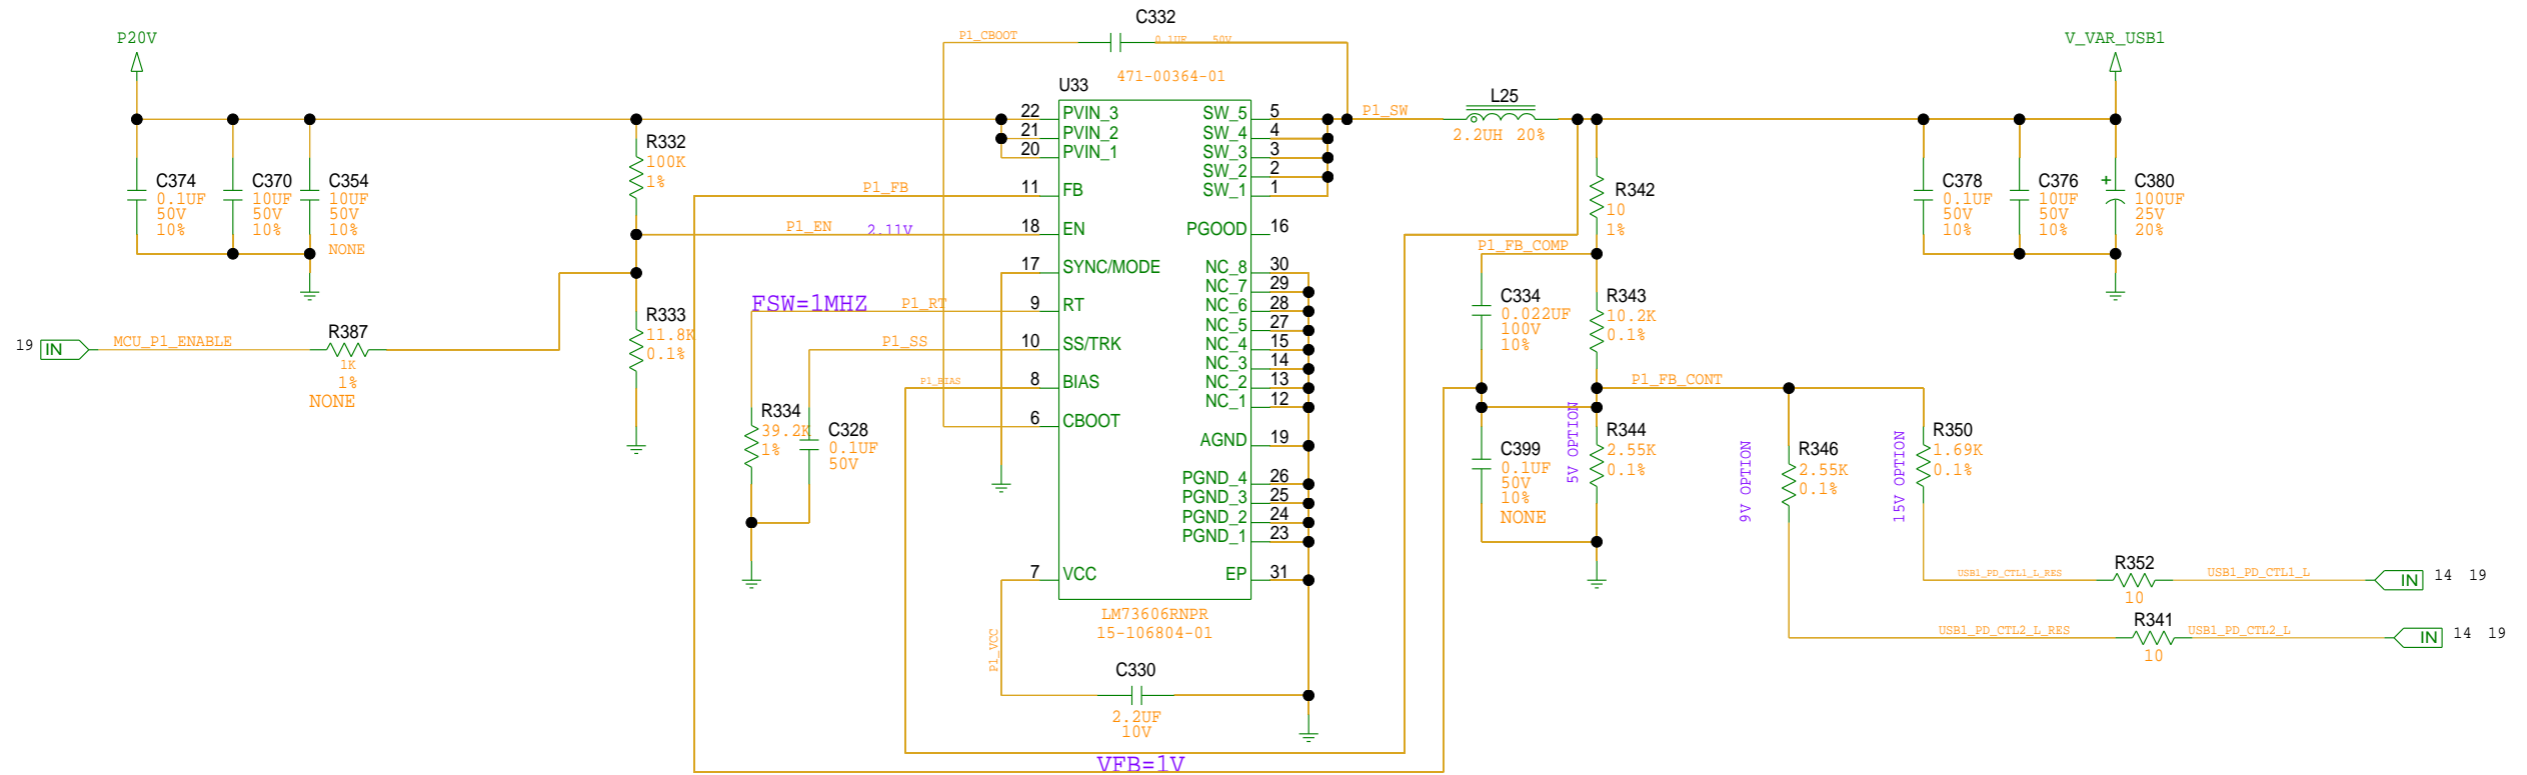 C332
P1_CBOOT
0.1UF 50V
471-00364-01
P20V
V_VAR_USB1
U33
L25
P1_SW
2.2UH 20%
22 PVIN_3
21 PVIN_2
20 PVIN_1
11 FB
18 EN
17 SYNC/MODE
9 RT
10 SS/TRK
8 BIAS
6 CBOOT
7 VCC
SW_5 5
SW_4 4
SW_3 3
SW_2 2
SW_1 1
PGOOD 16
NC_8 30
NC_7 29
NC_6 28
NC_5 27
NC_4 15
NC_3 14
NC_2 13
NC_1 12
AGND 19
PGND_4 26
PGND_3 25
PGND_2 24
PGND_1 23
EP 31
LM73606RNPR
15-106804-01
C374
0.1UF
50V
10%
C370
10UF
50V
10%
C354
10UF
50V
10%
NONE
R332
100K
1%
P1_FB
P1_EN 2.11V
R333
11.8K
0.1%
FSW=1MHZ
P1_RT
P1_SS
P1_BIAS
19 IN
MCU_P1_ENABLE
R387
1K
1%
NONE
R334
39.2K
1%
C328
0.1UF
50V
P1_VCC
C330
2.2UF
10V
VFB=1V
R342
10
1%
P1_FB_COMP
C334
0.022UF
100V
10%
R343
10.2K
0.1%
P1_FB_CONT
C399
0.1UF
50V
10%
NONE
5V OPTION
R344
2.55K
0.1%
9V OPTION
R346
2.55K
0.1%
15V OPTION
R350
1.69K
0.1%
C378
0.1UF
50V
10%
C376
10UF
50V
10%
+
C380
100UF
25V
20%
USB1_PD_CTL1_L_RES
R352
10
USB1_PD_CTL1_L
IN 14 19
USB1_PD_CTL2_L_RES
R341
10
USB1_PD_CTL2_L
IN 14 19